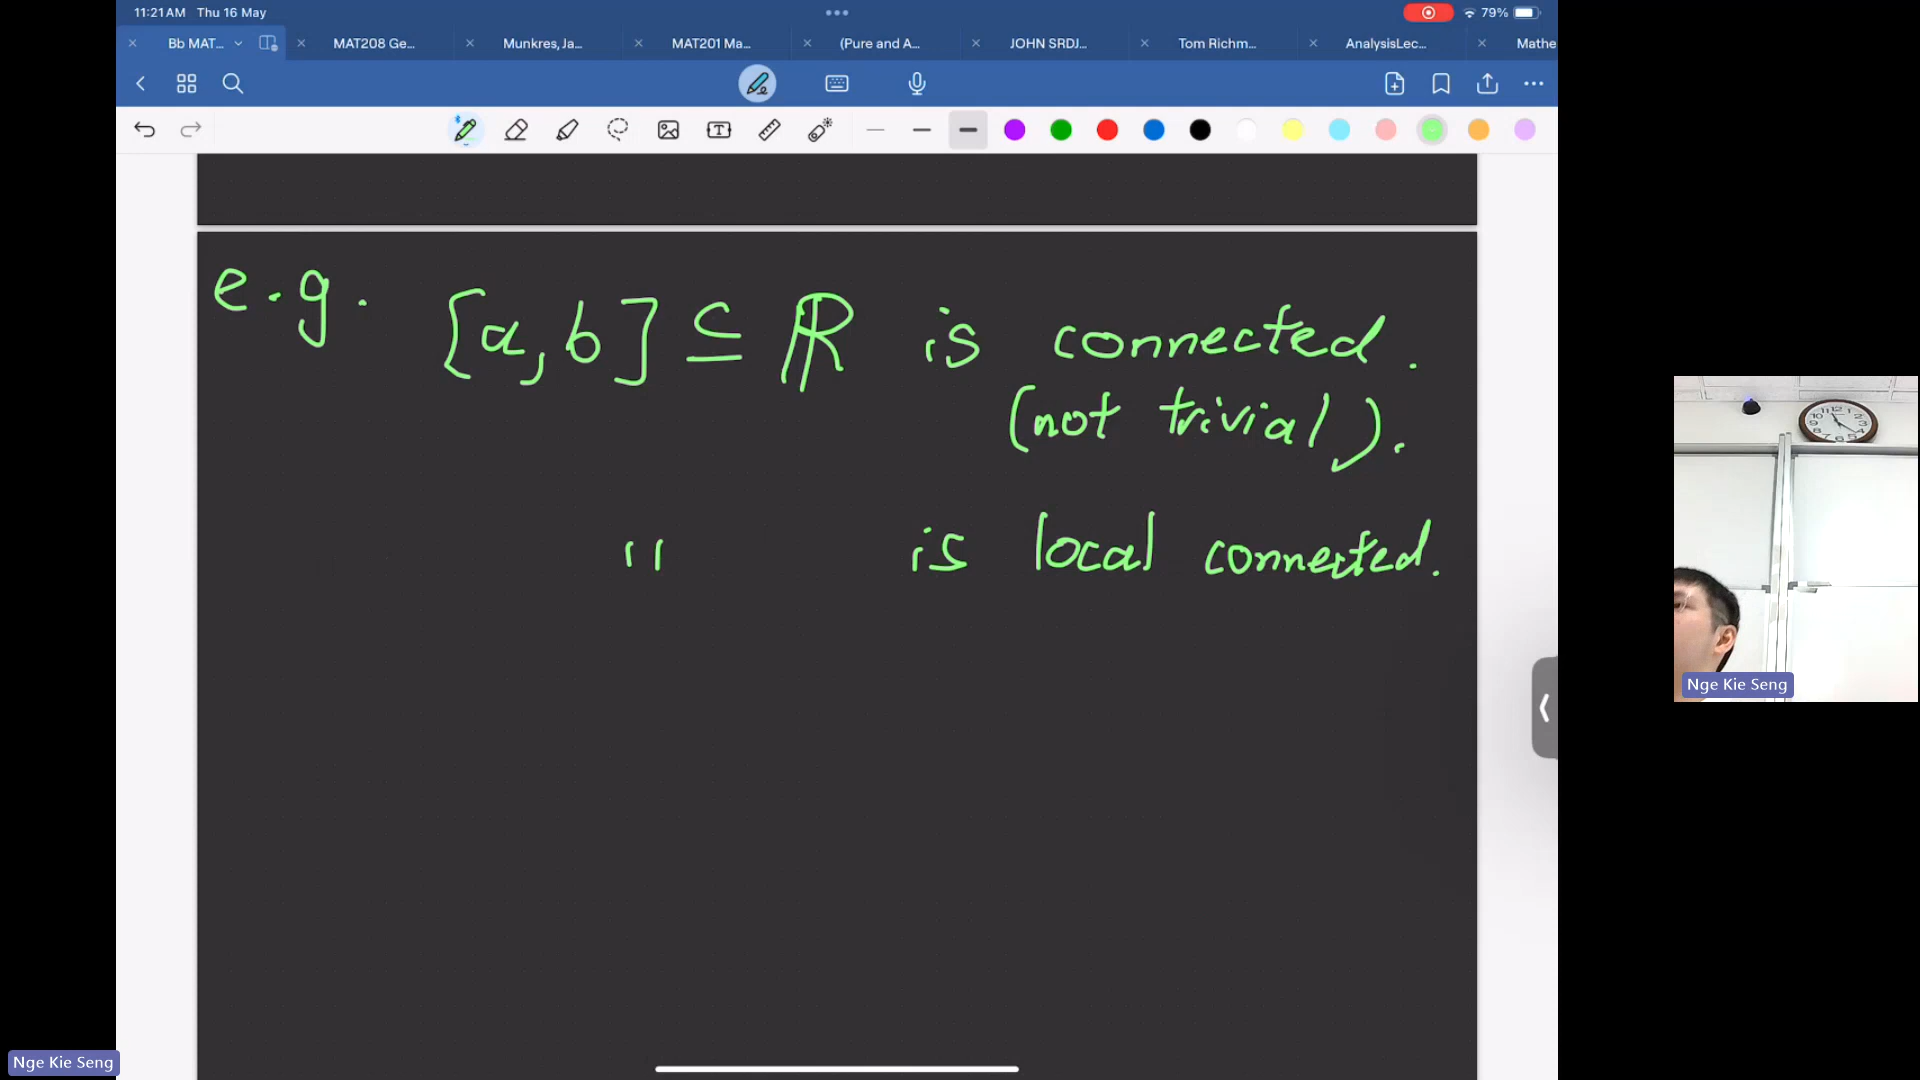 11:21 AM Thu 16 May
79%
Bb MAT...
MAT208 Ge...
Munkres, Ja...
MAT201 Ma...
(Pure and A...
JOHN SRDJ...
Tom Richm...
AnalysisLec...
Mathe
e.g. [a, b] ⊆ ℝ is connected.
(not trivial).
" is local connected.
Nge Kie Seng
Nge Kie Seng